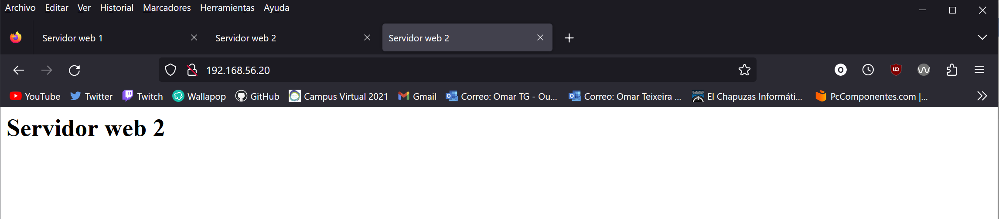 Archivo Editar Ver Historial Marcadores Herramientas Ayuda
Servidor web 1 Servidor web 2 Servidor web 2
192.168.56.20
YouTube Twitter Twitch Wallapop GitHub Campus Virtual 2021 Gmail Correo: Omar TG - Ou... Correo: Omar Teixeira ... El Chapuzas Informáti... PcComponentes.com |...
Servidor web 2